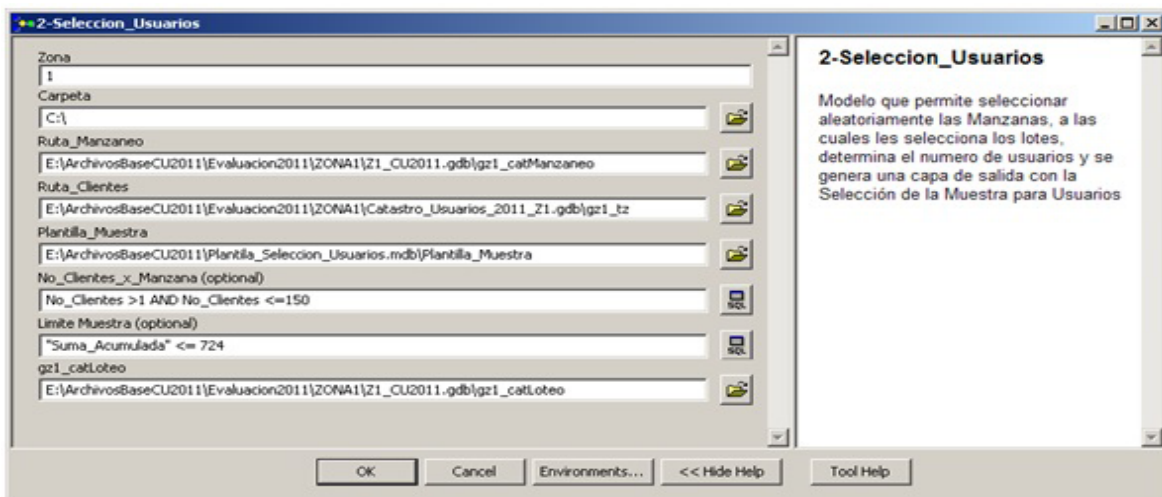 2-Seleccion_Usuarios
Zona
1
Carpeta
C:\
Ruta_Manzaneo
E:\ArchivosBaseCU2011\Evaluacion2011\ZONA1\Z1_CU2011.gdb\gz1_catManzaneo
Ruta_Clientes
E:\ArchivosBaseCU2011\Evaluacion2011\ZONA1\Catastro_Usuarios_2011_Z1.gdb\gz1_tz
Plantilla_Muestra
E:\ArchivosBaseCU2011\Plantila_Seleccion_Usuarios.mdb\Plantilla_Muestra
No_Clientes_x_Manzana (optional)
No_Clientes >1 AND No_Clientes <=150
SQL
Limite Muestra (optional)
"Suma_Acumulada" <= 724
SQL
gz1_catLoteo
E:\ArchivosBaseCU2011\Evaluacion2011\ZONA1\Z1_CU2011.gdb\gz1_catLoteo
OK
Cancel
Environments...
<< Hide Help
Tool Help
2-Seleccion_Usuarios
Modelo que permite seleccionar
aleatoriamente las Manzanas, a las
cuales les selecciona los lotes,
determina el numero de usuarios y se
genera una capa de salida con la
Selección de la Muestra para Usuarios